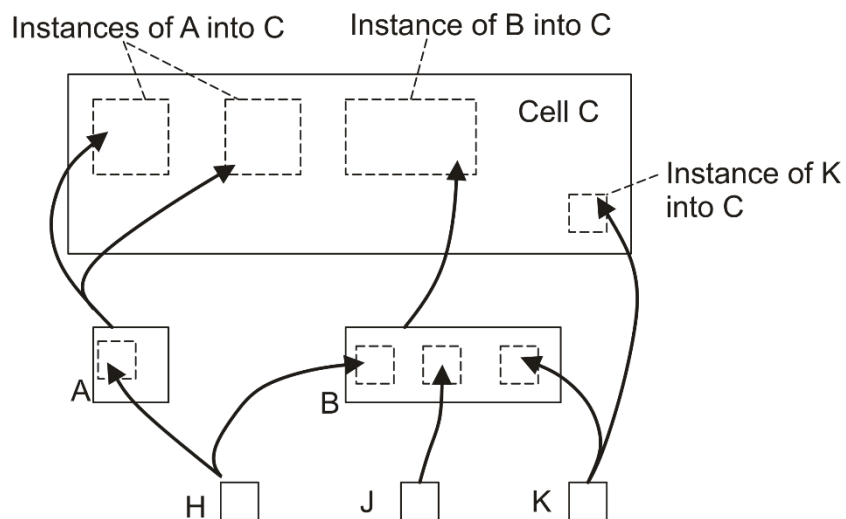 Instances of A into C
Instance of B into C
Cell C
Instance of K
into C
A
B
H
J
K